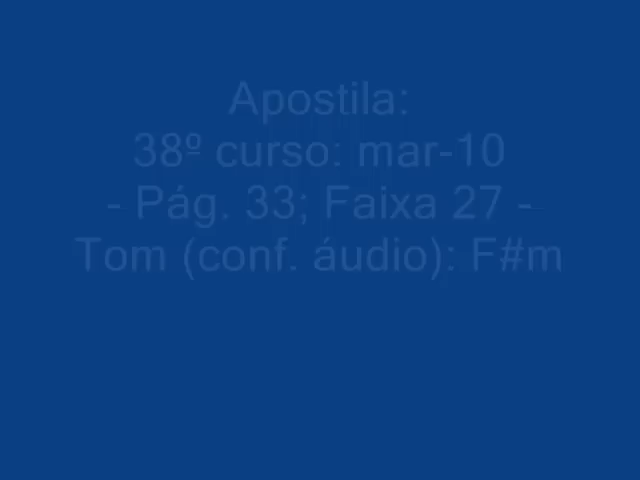 Apostila:
38º curso: mar-10
- Pág. 33; Faixa 27 -
Tom (conf. áudio): F#m